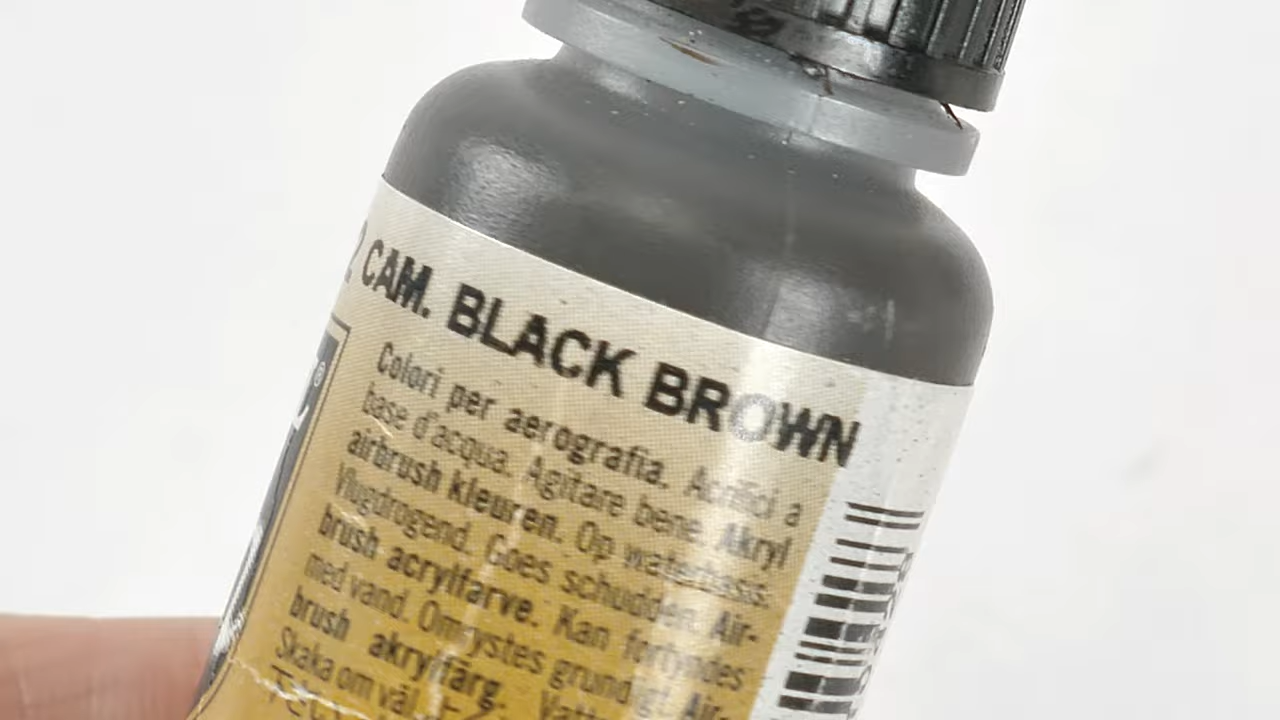 CAM. BLACK BROWN
Colori per aerografia. Acrilici a
base d'acqua. Agitare bene. Akryl
airbrush kleuren. Op waterbasis.
Vlugdrogend. Goes schudden. Air-
brush acrylfarve. Kan fortyndes
med vand. Omrystes grundigt. Air-
brush akrylfärg.
Skaka om väl